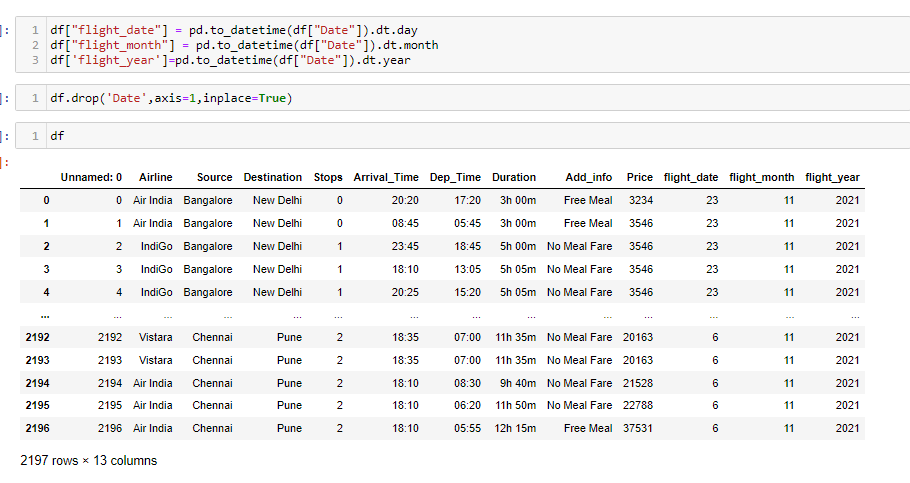 ]: 1 df["flight_date"] = pd.to_datetime(df["Date"]).dt.day
2 df["flight_month"] = pd.to_datetime(df["Date"]).dt.month
3 df['flight_year']=pd.to_datetime(df["Date"]).dt.year
]: 1 df.drop('Date',axis=1,inplace=True)
]: 1 df
]:
Unnamed: 0 Airline Source Destination Stops Arrival_Time Dep_Time Duration Add_info Price flight_date flight_month flight_year
0 0 Air India Bangalore New Delhi 0 20:20 17:20 3h 00m Free Meal 3234 23 11 2021
1 1 Air India Bangalore New Delhi 0 08:45 05:45 3h 00m Free Meal 3546 23 11 2021
2 2 IndiGo Bangalore New Delhi 1 23:45 18:45 5h 00m No Meal Fare 3546 23 11 2021
3 3 IndiGo Bangalore New Delhi 1 18:10 13:05 5h 05m No Meal Fare 3546 23 11 2021
4 4 IndiGo Bangalore New Delhi 1 20:25 15:20 5h 05m No Meal Fare 3546 23 11 2021
... ... ... ... ... ... ... ... ... ... ... ... ... ...
2192 2192 Vistara Chennai Pune 2 18:35 07:00 11h 35m No Meal Fare 20163 6 11 2021
2193 2193 Vistara Chennai Pune 2 18:35 07:00 11h 35m No Meal Fare 20163 6 11 2021
2194 2194 Air India Chennai Pune 2 18:10 08:30 9h 40m No Meal Fare 21528 6 11 2021
2195 2195 Air India Chennai Pune 2 18:10 06:20 11h 50m No Meal Fare 22788 6 11 2021
2196 2196 Air India Chennai Pune 2 18:10 05:55 12h 15m Free Meal 37531 6 11 2021
2197 rows × 13 columns